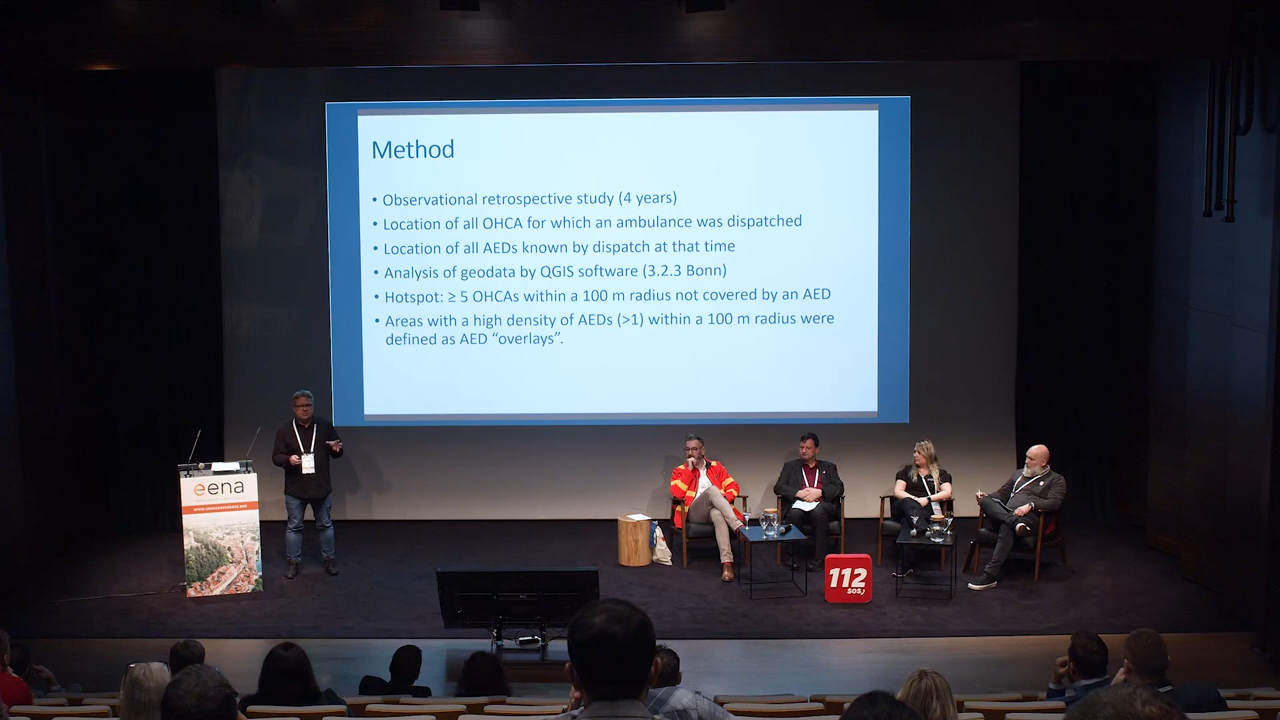 Method
• Observational retrospective study (4 years)
• Location of all OHCA for which an ambulance was dispatched
• Location of all AEDs known by dispatch at that time
• Analysis of geodata by QGIS software (3.2.3 Bonn)
• Hotspot: ≥ 5 OHCAs within a 100 m radius not covered by an AED
• Areas with a high density of AEDs (>1) within a 100 m radius were
defined as AED “overlays”.
eena
112
SOS